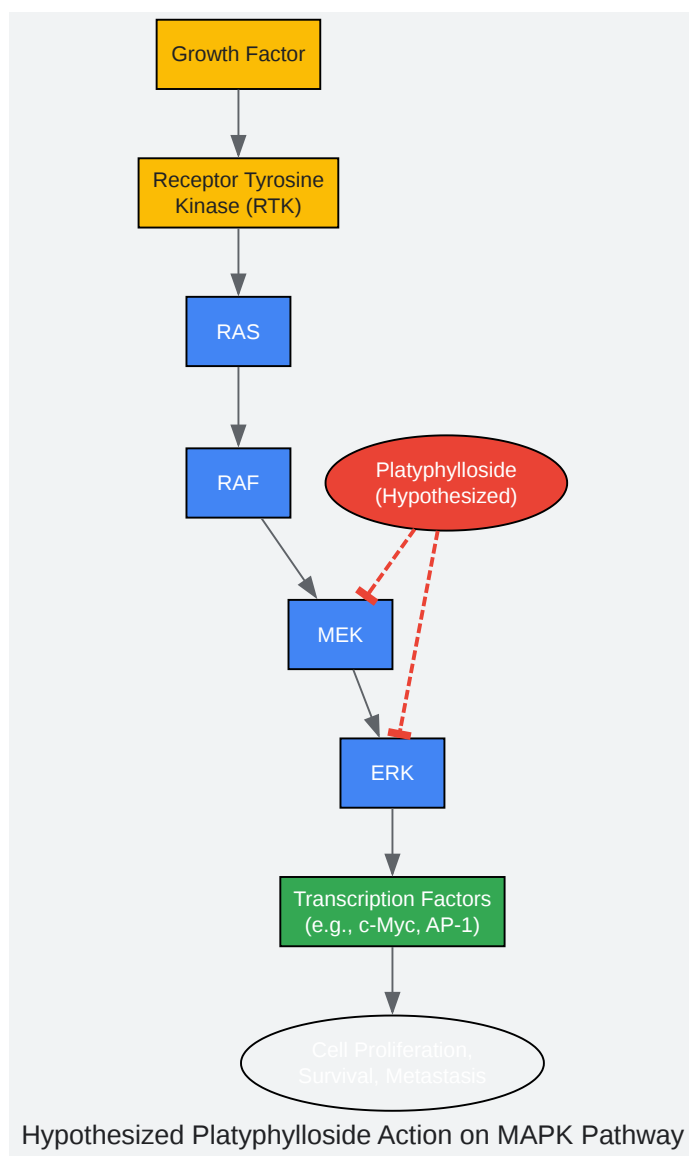 Growth Factor
Receptor Tyrosine
Kinase (RTK)
RAS
RAF
Platyphylloside
(Hypothesized)
MEK
ERK
Transcription Factors
(e.g., c-Myc, AP-1)
Cell Proliferation,
Survival, Metastasis
Hypothesized Platyphylloside Action on MAPK Pathway